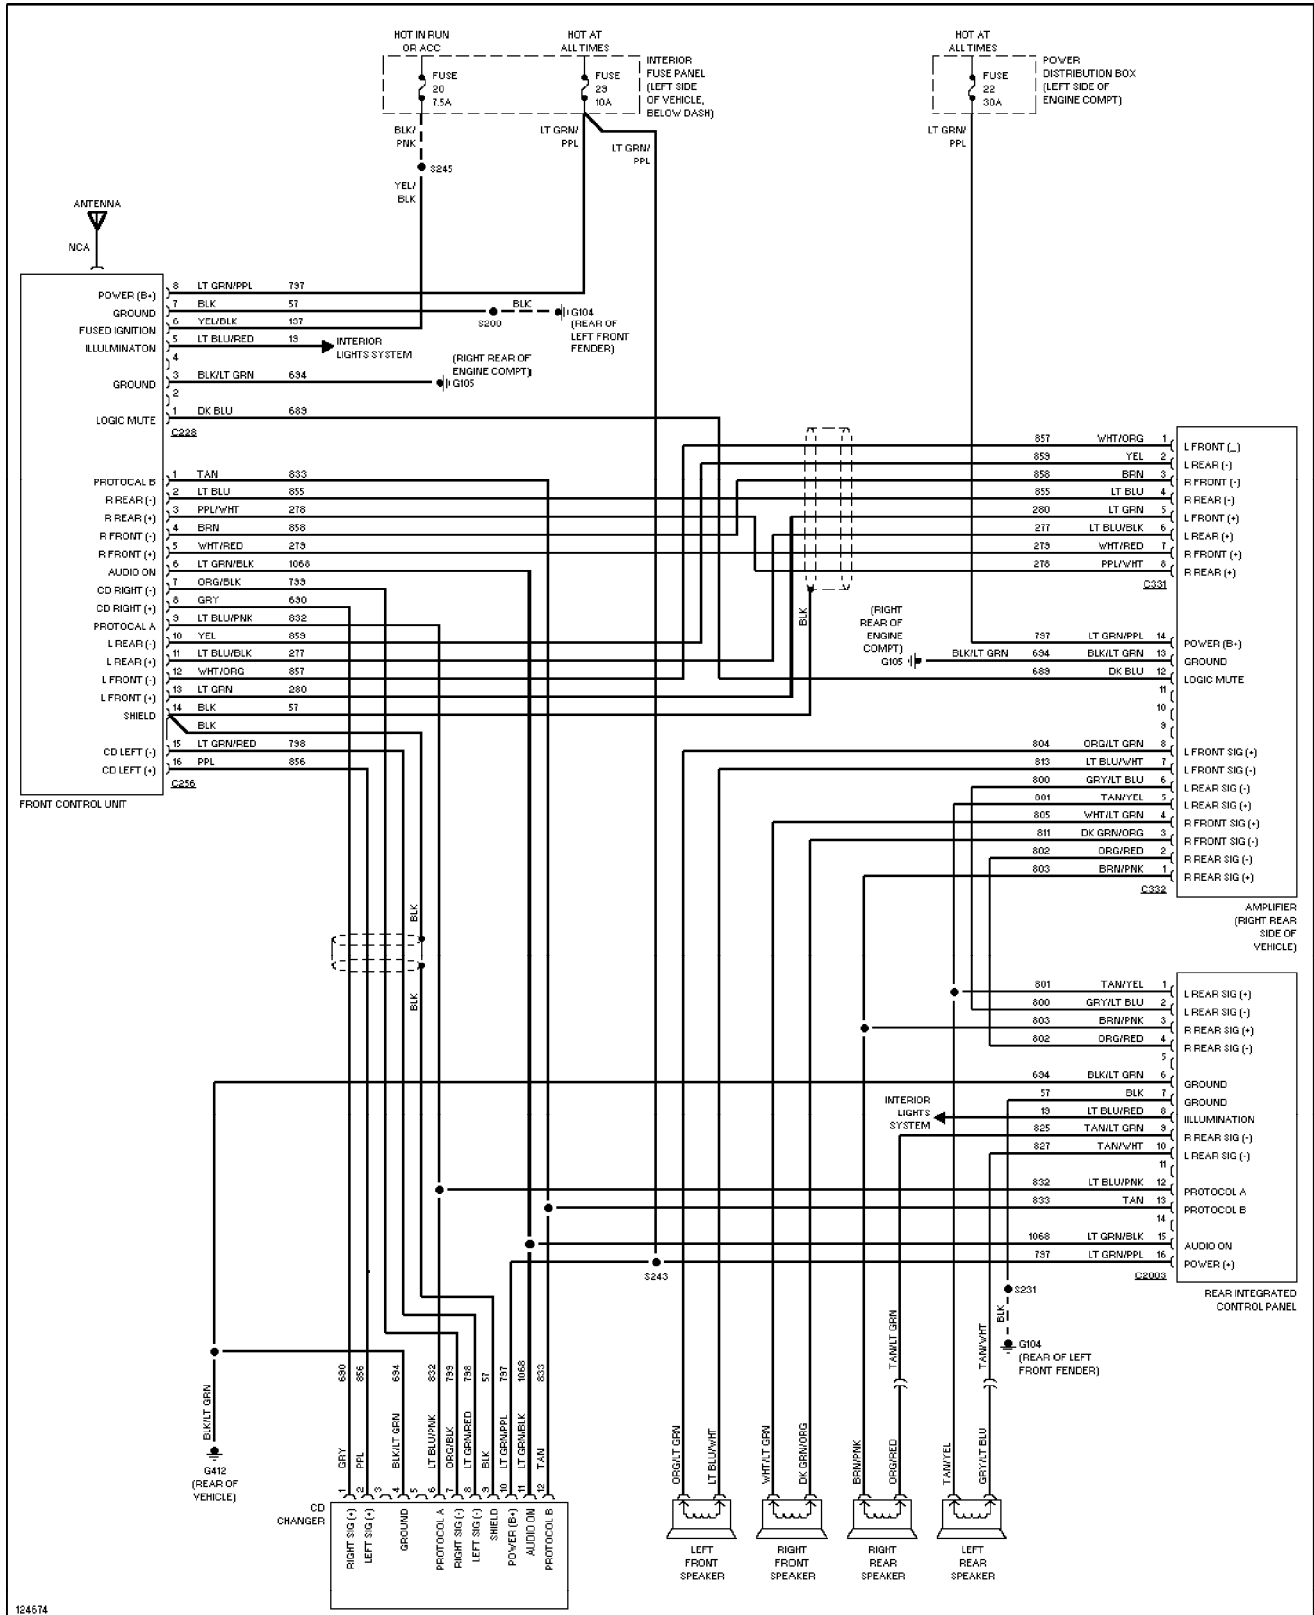 HOT IN RUN
OR ACC
HOT AT
ALL TIMES
HOT AT
ALL TIMES
FUSE
20
7.5A
FUSE
29
10A
INTERIOR
FUSE PANEL
(LEFT SIDE
OF VEHICLE,
BELOW DASH)
FUSE
22
30A
POWER
DISTRIBUTION BOX
(LEFT SIDE OF
ENGINE COMPT)
BLK/
PNK
LT GRN/
PPL
LT GRN/
PPL
LT GRN/
PPL
S245
YEL/
BLK
ANTENNA
NCA
POWER (B+) 8 LT GRN/PPL 797
GROUND 7 BLK 57
FUSED IGNITION 6 YEL/BLK 137
ILLULMINATON 5 LT BLU/RED 19
4
GROUND 3 BLK/LT GRN 694
2
LOGIC MUTE 1 DK BLU 689
C228
S200
BLK
G104
(REAR OF
LEFT FRONT
FENDER)
INTERIOR
LIGHTS SYSTEM
(RIGHT REAR OF
ENGINE COMPT)
G105
PROTOCAL B 1 TAN 833
R REAR (-) 2 LT BLU 855
R REAR (+) 3 PPL/WHT 278
R FRONT (-) 4 BRN 858
R FRONT (+) 5 WHT/RED 279
AUDIO ON 6 LT GRN/BLK 1068
CD RIGHT (-) 7 ORG/BLK 799
CD RIGHT (+) 8 GRY 690
PROTOCAL A 9 LT BLU/PNK 832
L REAR (-) 10 YEL 859
L REAR (+) 11 LT BLU/BLK 277
L FRONT (-) 12 WHT/ORG 857
L FRONT (+) 13 LT GRN 280
SHIELD 14 BLK 57
BLK
CD LEFT (-) 15 LT GRN/RED 798
CD LEFT (+) 16 PPL 856
C256
FRONT CONTROL UNIT
857 WHT/ORG 1 L FRONT (_)
859 YEL 2 L REAR (-)
858 BRN 3 R FRONT (-)
855 LT BLU 4 R REAR (-)
280 LT GRN 5 L FRONT (+)
277 LT BLU/BLK 6 L REAR (+)
279 WHT/RED 7 R FRONT (+)
278 PPL/WHT 8 R REAR (+)
C331
BLK
(RIGHT
REAR OF
ENGINE
COMPT)
G105
BLK/LT GRN
797 LT GRN/PPL 14 POWER (B+)
694 BLK/LT GRN 13 GROUND
689 DK BLU 12 LOGIC MUTE
11
10
9
804 ORG/LT GRN 8 L FRONT SIG (+)
813 LT BLU/WHT 7 L FRONT SIG (-)
800 GRY/LT BLU 6 L REAR SIG (-)
801 TAN/YEL 5 L REAR SIG (+)
805 WHT/LT GRN 4 R FRONT SIG (+)
811 DK GRN/ORG 3 R FRONT SIG (-)
802 ORG/RED 2 R REAR SIG (-)
803 BRN/PNK 1 R REAR SIG (+)
C332
AMPLIFIER
(RIGHT REAR
SIDE OF
VEHICLE)
BLK
BLK
801 TAN/YEL 1 L REAR SIG (+)
800 GRY/LT BLU 2 L REAR SIG (-)
803 BRN/PNK 3 R REAR SIG (+)
802 ORG/RED 4 R REAR SIG (-)
5
694 BLK/LT GRN 6 GROUND
57 BLK 7 GROUND
19 LT BLU/RED 8 ILLUMINATION
825 TAN/LT GRN 9 R REAR SIG (-)
827 TAN/WHT 10 L REAR SIG (-)
11
832 LT BLU/PNK 12 PROTOCOL A
833 TAN 13 PROTOCOL B
14
1068 LT GRN/BLK 15 AUDIO ON
797 LT GRN/PPL 16 POWER (+)
C2003
INTERIOR
LIGHTS
SYSTEM
REAR INTEGRATED
CONTROL PANEL
S243
S231
BLK
G104
(REAR OF LEFT
FRONT FENDER)
TAN/LT GRN
TAN/WHT
BLK/LT GRN
G412
(REAR OF
VEHICLE)
690
856
694
832
799
798
57
797
1068
833
GRY
PPL
BLK/LT GRN
LT BLU/PNK
ORG/BLK
LT GRN/RED
BLK
LT GRN/PPL
LT GRN/BLK
TAN
1
2
3
4
5
6
7
8
9
10
11
12
CD
CHANGER
RIGHT SIG (+)
LEFT SIG (+)
GROUND
PROTOCOL A
RIGHT SIG (-)
LEFT SIG (-)
SHIELD
POWER (B+)
AUDIO ON
PROTOCOL B
ORG/LT GRN
LT BLU/WHT
WHT/LT GRN
DK GRN/ORG
BRN/PNK
ORG/RED
TAN/YEL
GRY/LT BLU
LEFT
FRONT
SPEAKER
RIGHT
FRONT
SPEAKER
RIGHT
REAR
SPEAKER
LEFT
REAR
SPEAKER
124674